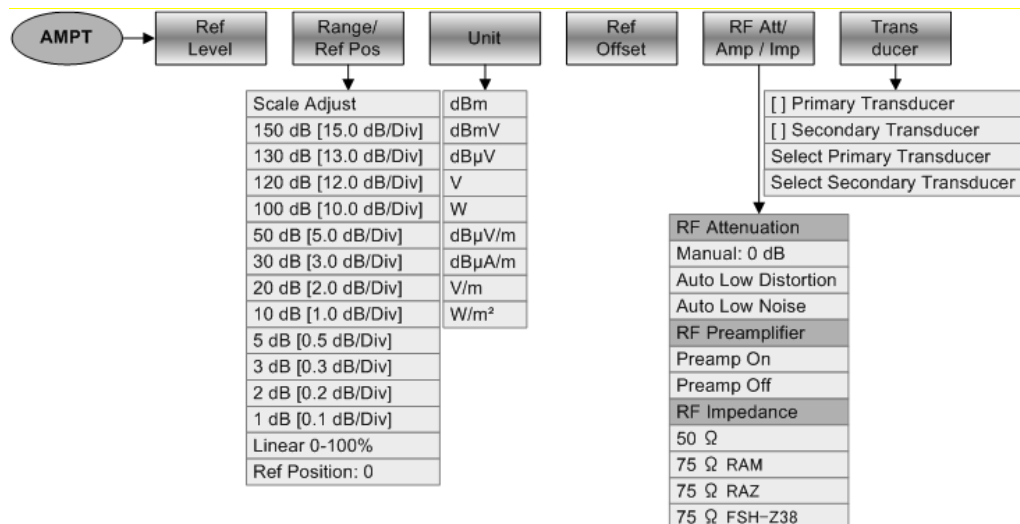 AMPT
Ref
Level
Range/
Ref Pos
Unit
Ref
Offset
RF Att/
Amp / Imp
Trans
ducer
Scale Adjust
150 dB [15.0 dB/Div]
130 dB [13.0 dB/Div]
120 dB [12.0 dB/Div]
100 dB [10.0 dB/Div]
50 dB [5.0 dB/Div]
30 dB [3.0 dB/Div]
20 dB [2.0 dB/Div]
10 dB [1.0 dB/Div]
5 dB [0.5 dB/Div]
3 dB [0.3 dB/Div]
2 dB [0.2 dB/Div]
1 dB [0.1 dB/Div]
Linear 0-100%
Ref Position: 0
dBm
dBmV
dBµV
V
W
dBµV/m
dBµA/m
V/m
W/m²
RF Attenuation
Manual: 0 dB
Auto Low Distortion
Auto Low Noise
RF Preamplifier
Preamp On
Preamp Off
RF Impedance
50 Ω
75 Ω RAM
75 Ω RAZ
75 Ω FSH-Z38
[ ] Primary Transducer
[ ] Secondary Transducer
Select Primary Transducer
Select Secondary Transducer